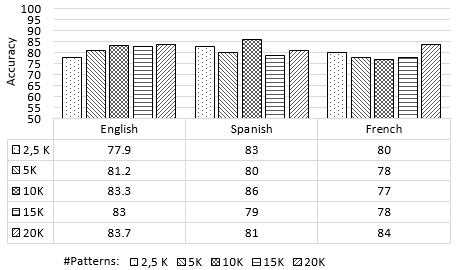 Accuracy
100
95
90
85
80
75
70
65
60
55
50
English Spanish French
2,5 K 77.9 83 80
5K 81.2 80 78
10K 83.3 86 77
15K 83 79 78
20K 83.7 81 84
#Patterns: 2,5 K 5K 10K 15K 20K